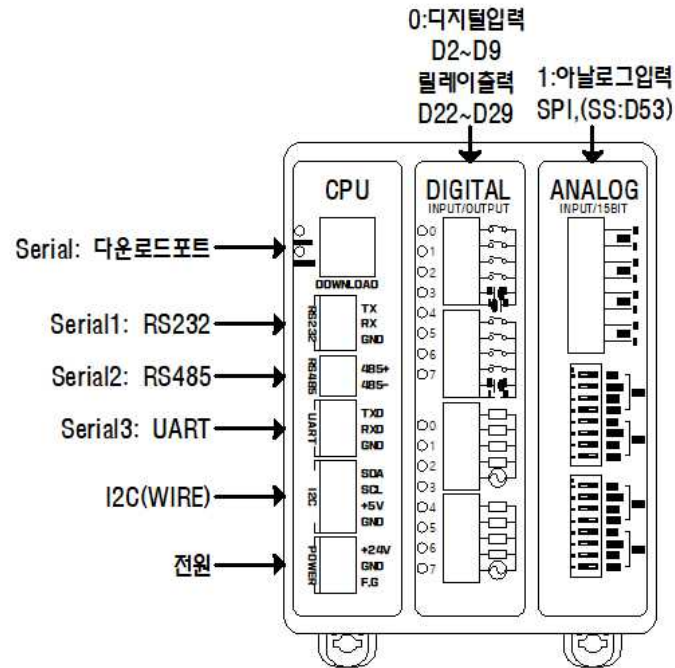 0:디지털입력
D2~D9
릴레이출력
D22~D29
1:아날로그입력
SPI,(SS:D53)
Serial: 다운로드포트
Serial1: RS232
Serial2: RS485
Serial3: UART
I2C(WIRE)
전원
CPU
DOWNLOAD
RS232
TX
RX
GND
RS485
485+
485-
UART
TXD
RXD
GND
I2C
SDA
SCL
+5V
GND
POWER
+24V
GND
F.G
DIGITAL
INPUT/OUTPUT
0
1
2
3
4
5
6
7
0
1
2
3
4
5
6
7
ANALOG
INPUT/15BIT